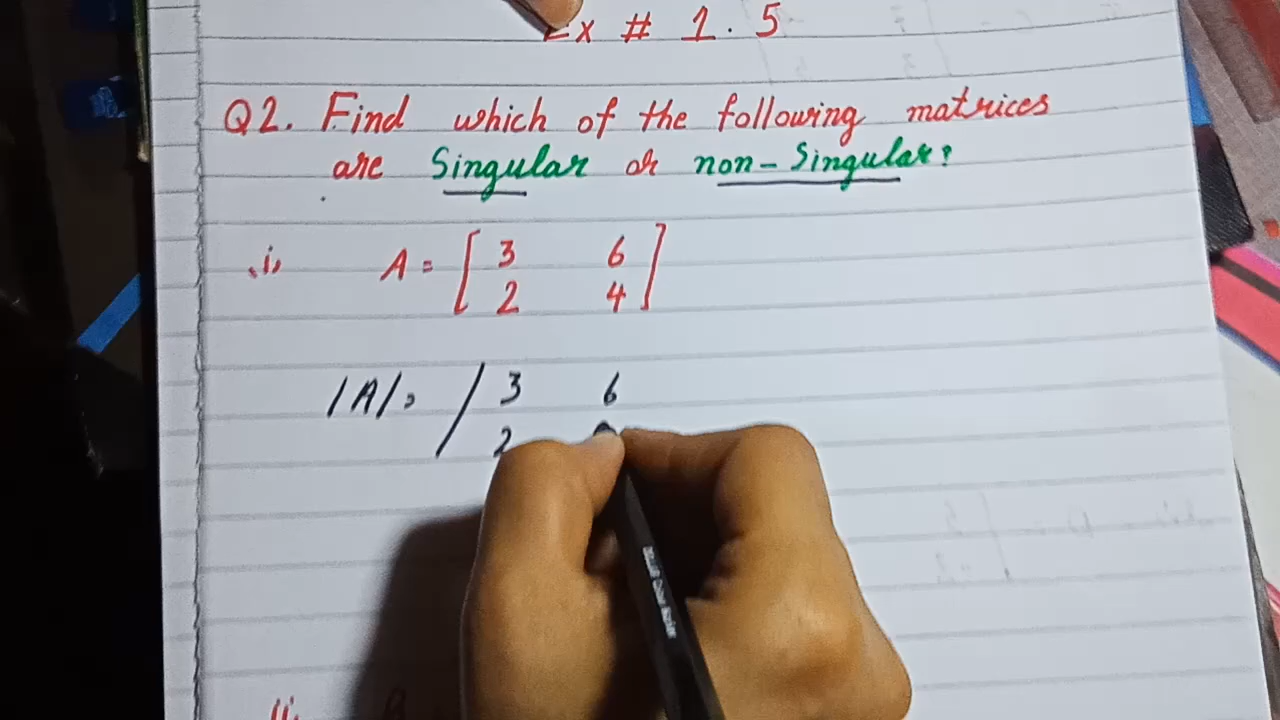 Ex # 1.5
Q2. Find which of the following matrices
are Singular or non-Singular?
i, A = [ 3 6
2 4 ]
|A| = | 3 6
2
ii